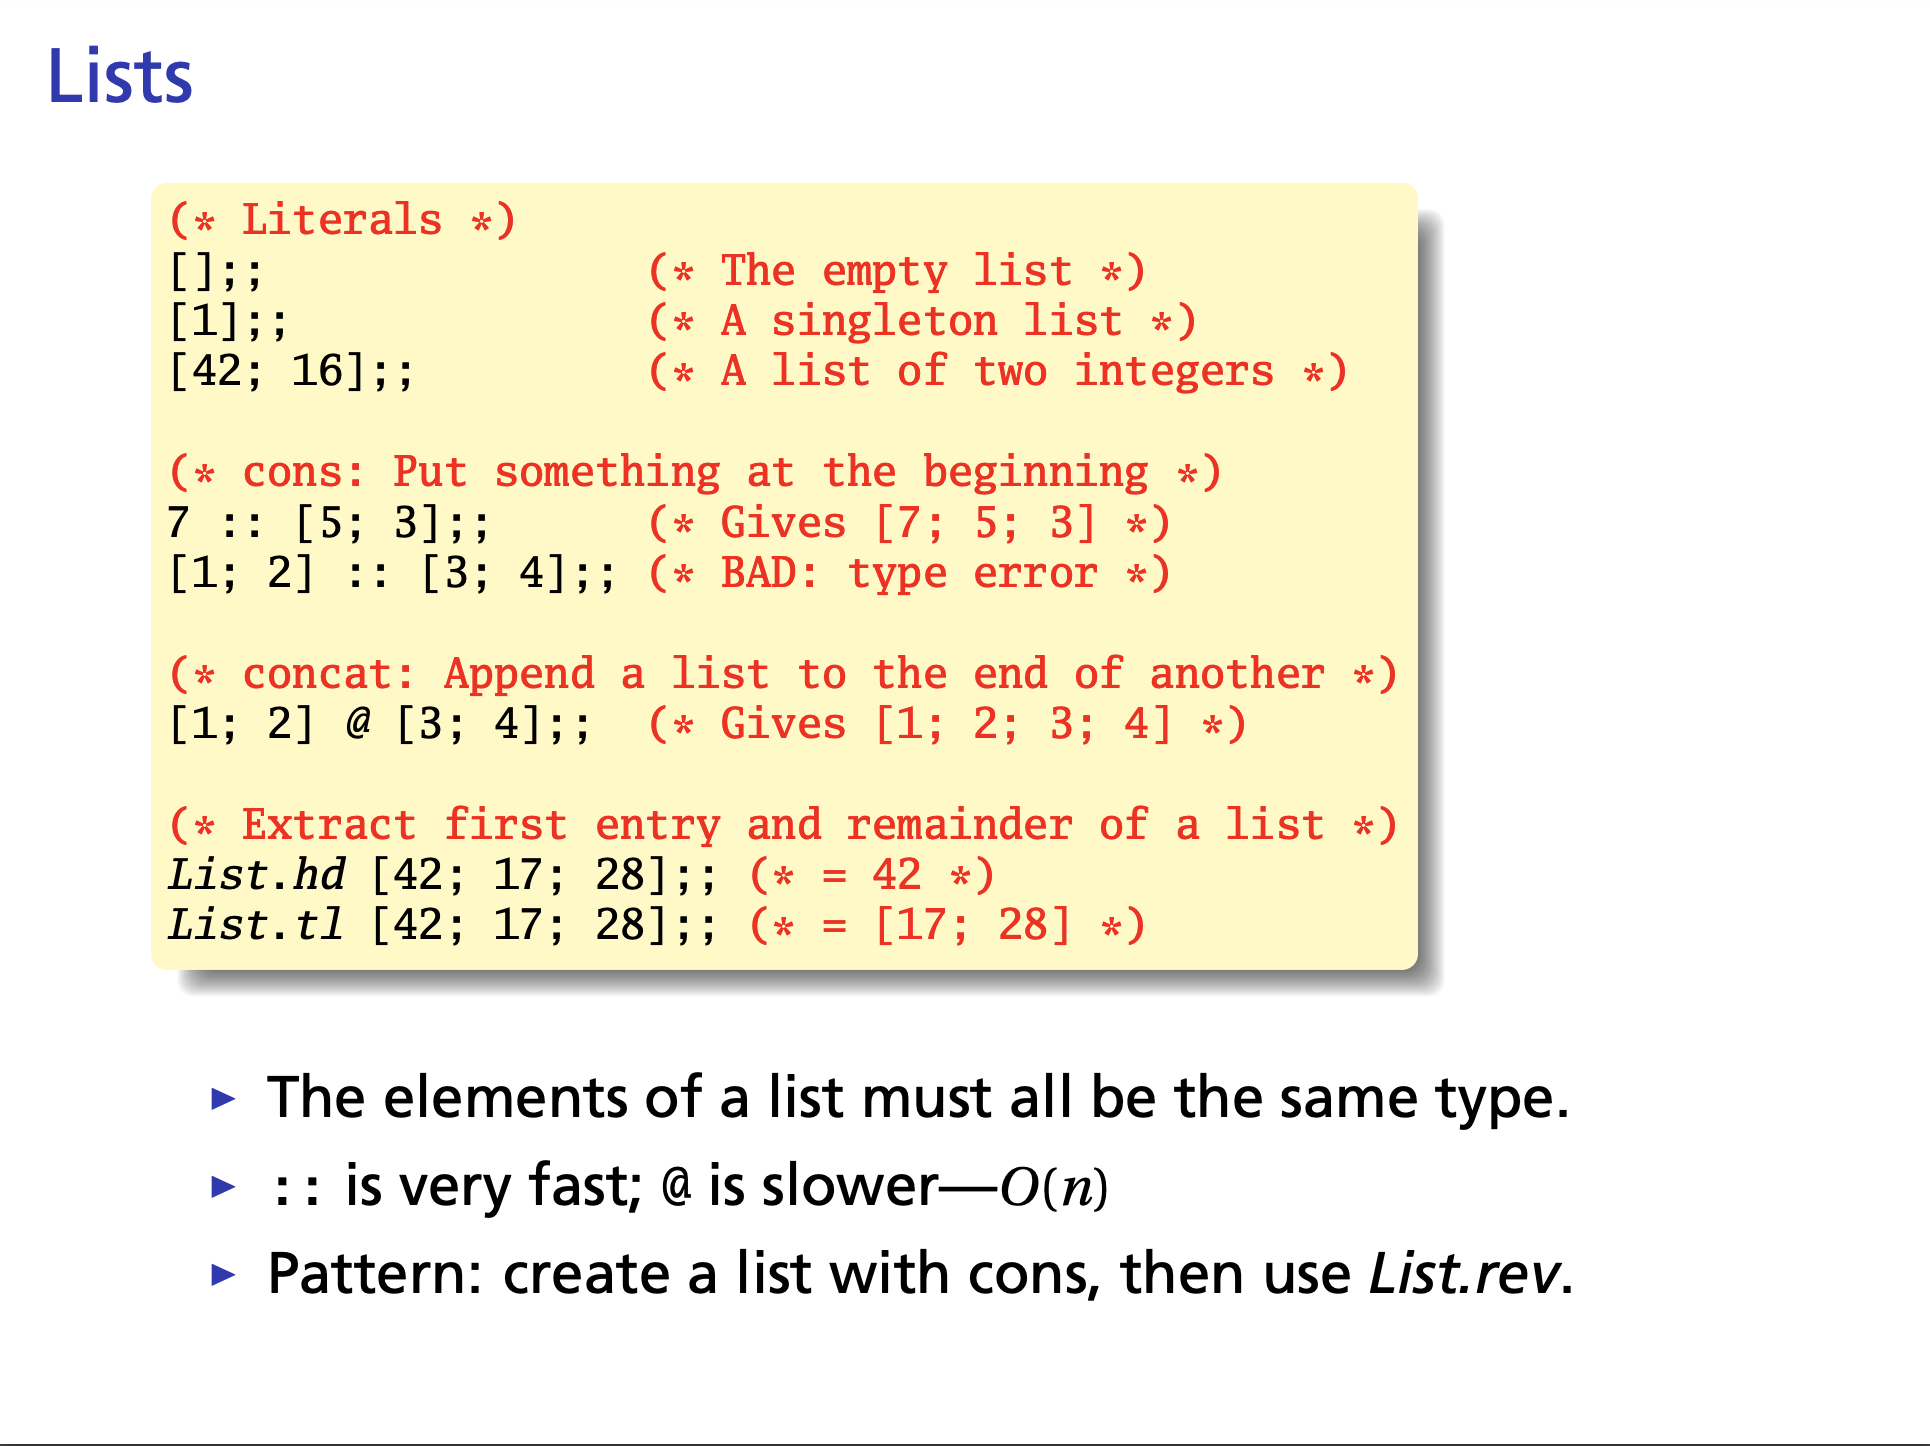 Lists
(* Literals *)
[];; (* The empty list *)
[1];; (* A singleton list *)
[42; 16];; (* A list of two integers *)
(* cons: Put something at the beginning *)
7 :: [5; 3];; (* Gives [7; 5; 3] *)
[1; 2] :: [3; 4];; (* BAD: type error *)
(* concat: Append a list to the end of another *)
[1; 2] @ [3; 4];; (* Gives [1; 2; 3; 4] *)
(* Extract first entry and remainder of a list *)
List.hd [42; 17; 28];; (* = 42 *)
List.tl [42; 17; 28];; (* = [17; 28] *)
▶ The elements of a list must all be the same type.
▶ :: is very fast; @ is slower—O(n)
▶ Pattern: create a list with cons, then use List.rev.